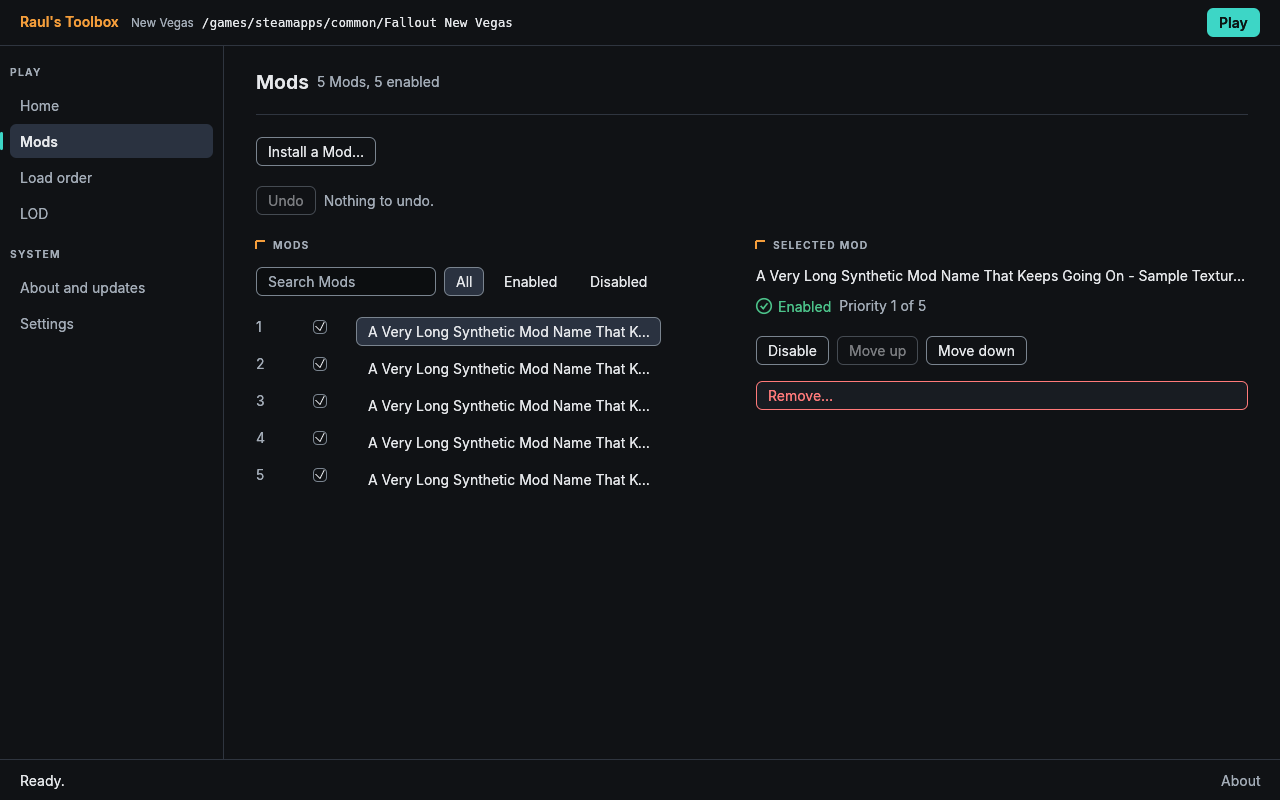 Raul's Toolbox New Vegas /games/steamapps/common/Fallout New Vegas Play
PLAY
Home
Mods
Load order
LOD
SYSTEM
About and updates
Settings
Mods 5 Mods, 5 enabled
Install a Mod...
Undo Nothing to undo.
MODS
Search Mods All Enabled Disabled
1 A Very Long Synthetic Mod Name That K...
2 A Very Long Synthetic Mod Name That K...
3 A Very Long Synthetic Mod Name That K...
4 A Very Long Synthetic Mod Name That K...
5 A Very Long Synthetic Mod Name That K...
SELECTED MOD
A Very Long Synthetic Mod Name That Keeps Going On - Sample Textur...
Enabled Priority 1 of 5
Disable Move up Move down
Remove...
Ready. About